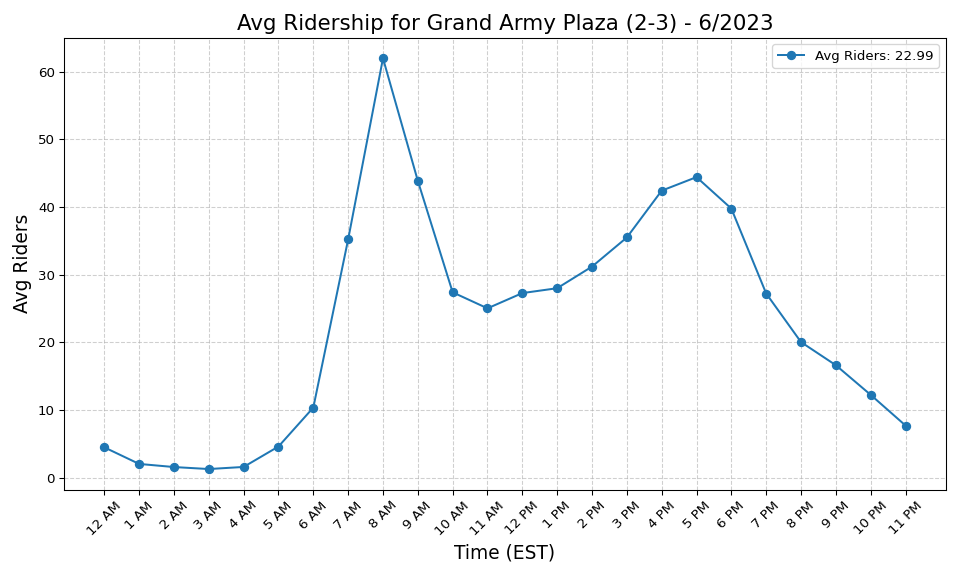 Avg Ridership for Grand Army Plaza (2-3) - 6/2023
Avg Riders: 22.99
Avg Riders
60
50
40
30
20
10
0
12 AM 1 AM 2 AM 3 AM 4 AM 5 AM 6 AM 7 AM 8 AM 9 AM 10 AM 11 AM 12 PM 1 PM 2 PM 3 PM 4 PM 5 PM 6 PM 7 PM 8 PM 9 PM 10 PM 11 PM
Time (EST)